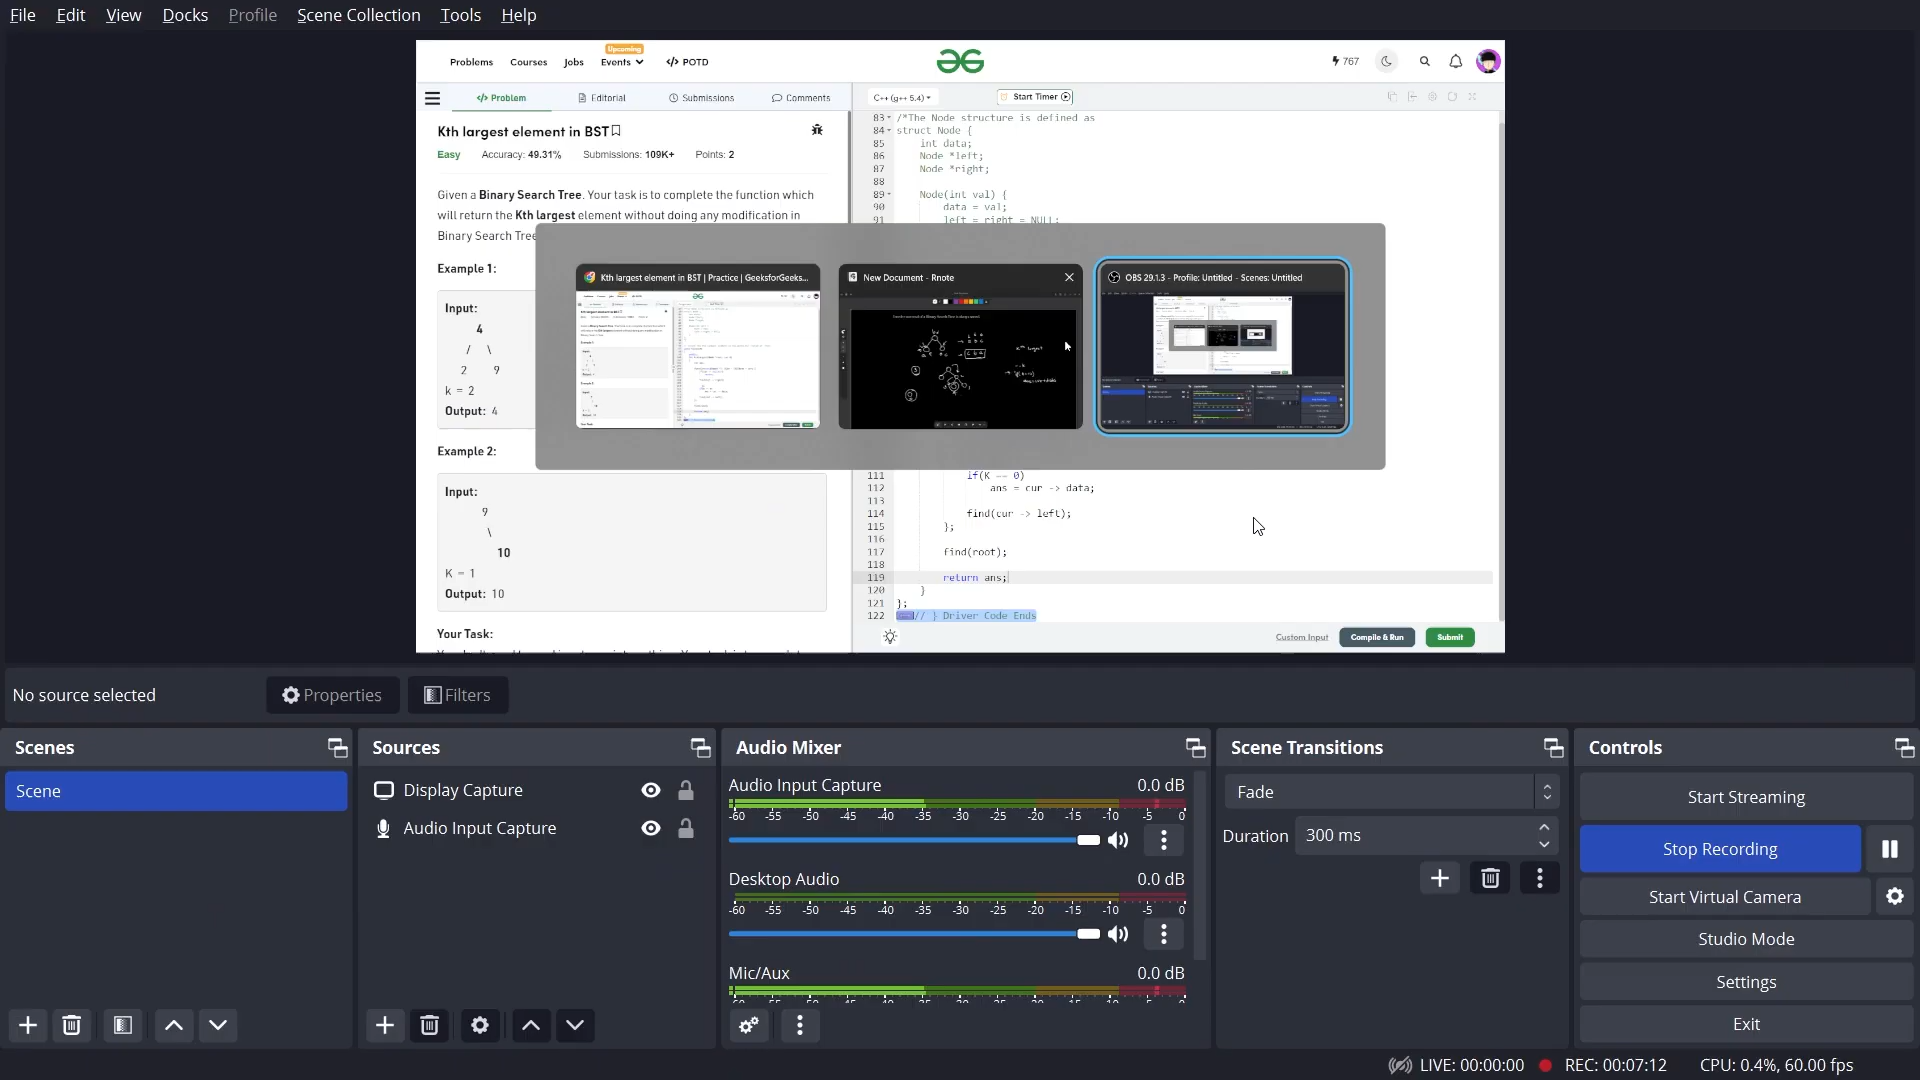 File Edit View Docks Profile Scene Collection Tools Help
Problems Courses Jobs Upcoming Events </> POTD
767
</> Problem Editorial Submissions Comments
C++ (g++ 5.4) Start Timer
Kth largest element in BST
Easy Accuracy: 49.31% Submissions: 109K+ Points: 2
Given a Binary Search Tree. Your task is to complete the function which
will return the Kth largest element without doing any modification in
Binary Search Tree
Example 1:
Input:
4
/ \
2 9
k = 2
Output: 4
Example 2:
Input:
9
\
10
K = 1
Output: 10
Your Task:
83 /*The Node structure is defined as
84 struct Node {
85 int data;
86 Node *left;
87 Node *right;
88
89 Node(int val) {
90 data = val;
91 left = right = NULL;
Kth largest element in BST | Practice | GeeksforGeeks...
New Document - Rnote
OBS 29.1.3 - Profile: Untitled - Scenes: Untitled
111 if(K == 0)
112 ans = cur -> data;
113
114 find(cur -> left);
115 };
116
117 find(root);
118
119 return ans;
120 }
121 };
122 // } Driver Code Ends
Custom Input Compile & Run Submit
No source selected Properties Filters
Scenes
Scene
Sources
Display Capture
Audio Input Capture
Audio Mixer
Audio Input Capture 0.0 dB
-60 -55 -50 -45 -40 -35 -30 -25 -20 -15 -10 -5 0
Desktop Audio 0.0 dB
-60 -55 -50 -45 -40 -35 -30 -25 -20 -15 -10 -5 0
Mic/Aux 0.0 dB
Scene Transitions
Fade
Duration 300 ms
Controls
Start Streaming
Stop Recording
Start Virtual Camera
Studio Mode
Settings
Exit
LIVE: 00:00:00 REC: 00:07:12 CPU: 0.4%, 60.00 fps